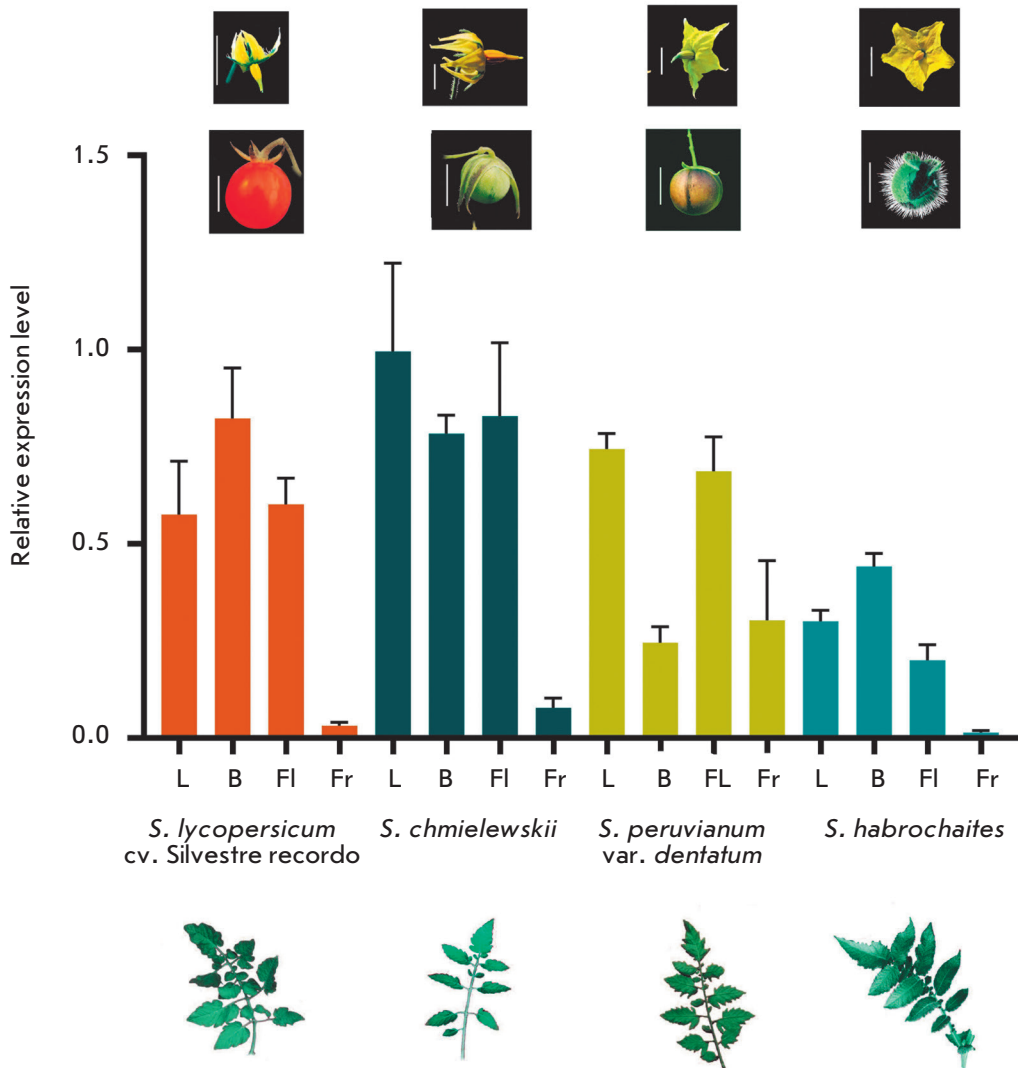 1.5
1.0
0.5
0.0
Relative expression level
L B Fl Fr L B Fl Fr L B FL Fr L B Fl Fr
S. lycopersicum
cv. Silvestre recordo
S. chmielewskii
S. peruvianum
var. dentatum
S. habrochaites